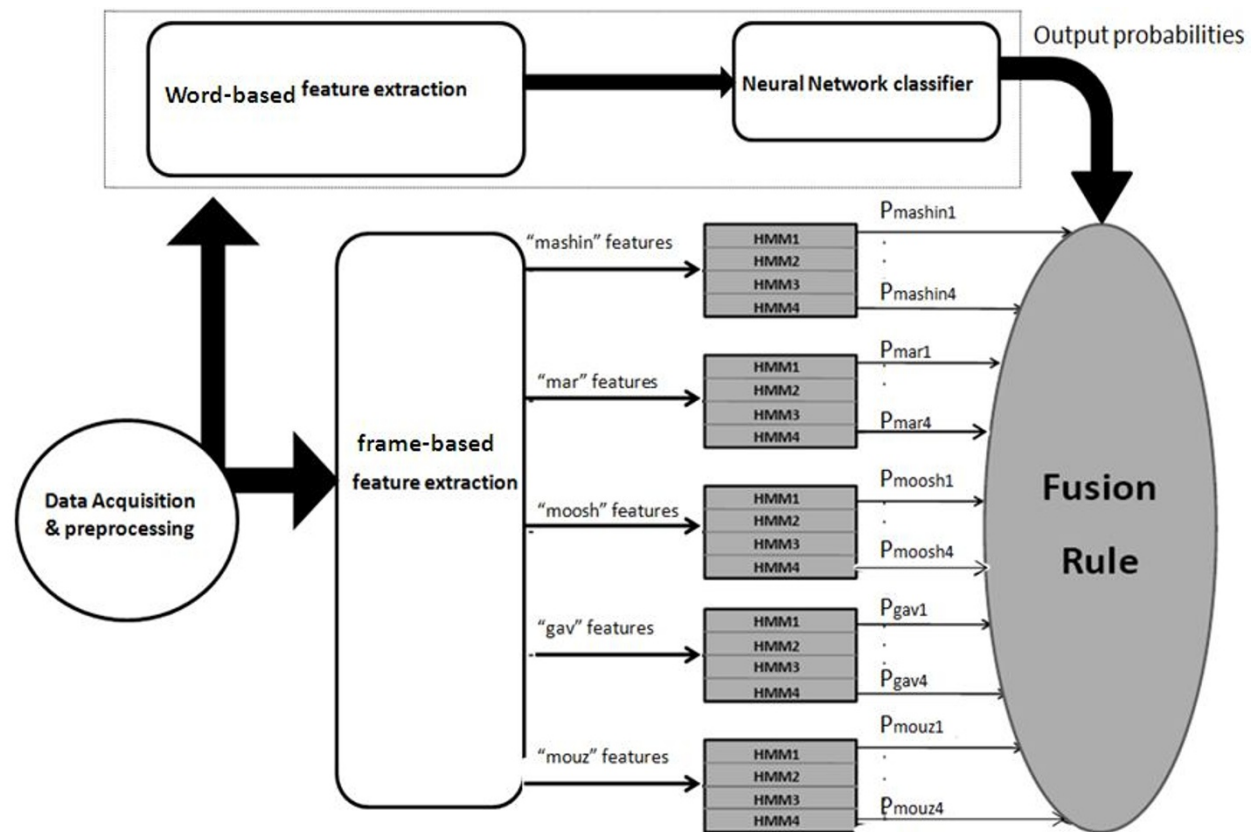 Output probabilities
Word-based feature extraction
Neural Network classifier
Data Acquisition
& preprocessing
frame-based
feature extraction
“mashin” features
HMM1
HMM2
HMM3
HMM4
Pmashin1
Pmashin4
“mar” features
HMM1
HMM2
HMM3
HMM4
Pmar1
Pmar4
“moosh” features
HMM1
HMM2
HMM3
HMM4
Pmoosh1
Pmoosh4
“gav” features
HMM1
HMM2
HMM3
HMM4
Pgav1
Pgav4
“mouz” features
HMM1
HMM2
HMM3
HMM4
Pmouz1
Pmouz4
Fusion
Rule